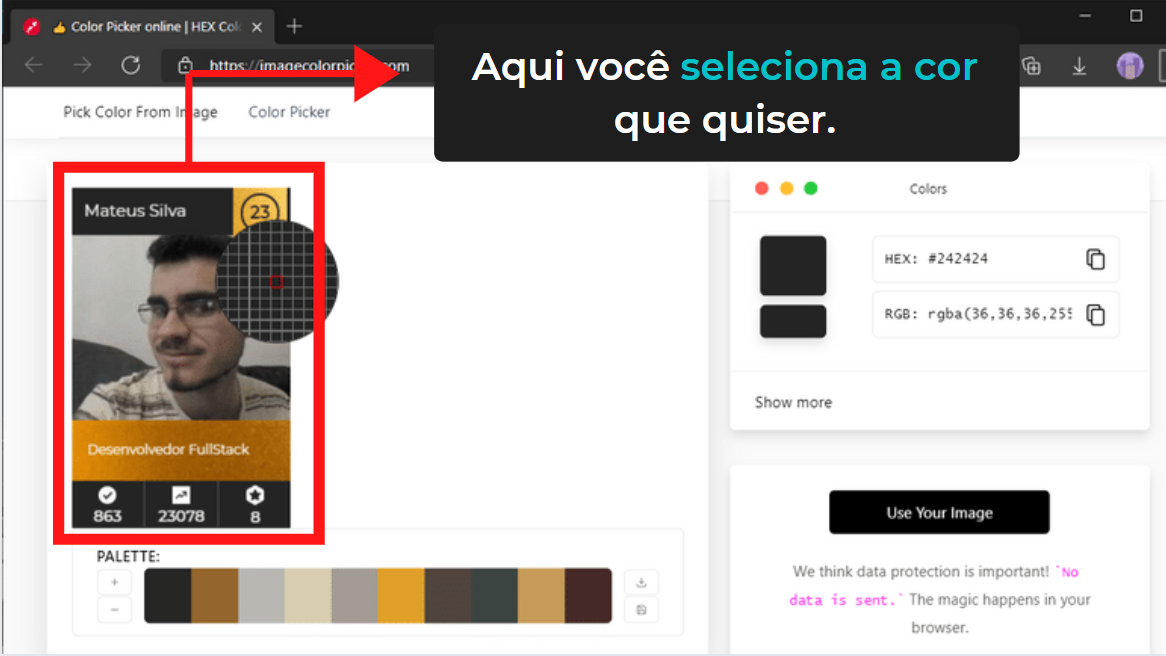 Color Picker online | HEX Col
https://imagecolorpic
om
Aqui você seleciona a cor
que quiser.
Pick Color From Image
Color Picker
Mateus Silva
23
Desenvolvedor FullStack
863
23078
8
PALETTE:
+
−
Colors
HEX: #242424
RGB: rgba(36,36,36,255
Show more
Use Your Image
We think data protection is important! `No
data is sent.` The magic happens in your
browser.